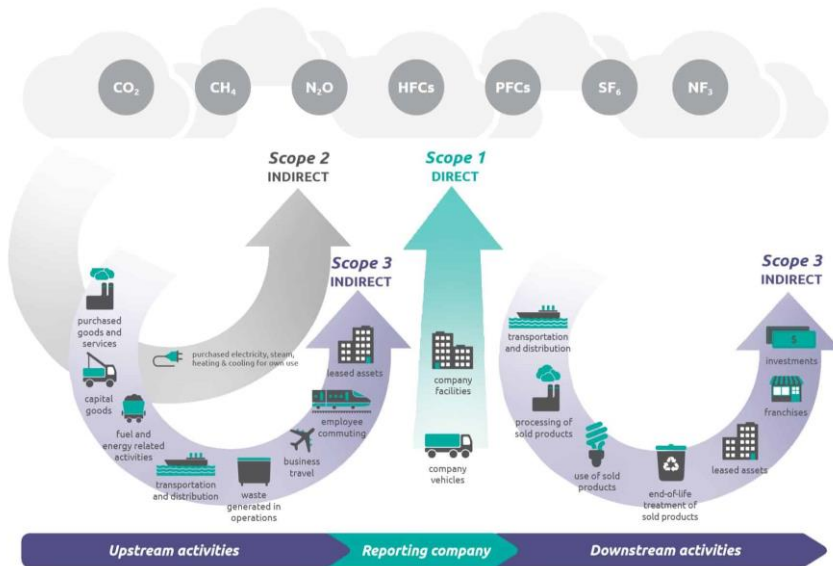 CO₂
CH₄
N₂O
HFCs
PFCs
SF₆
NF₃
Scope 2
INDIRECT
Scope 1
DIRECT
Scope 3
INDIRECT
Scope 3
INDIRECT
purchased
goods and
services
capital
goods
fuel and
energy related
activities
transportation
and distribution
waste
generated in
operations
business
travel
employee
commuting
leased assets
purchased electricity, steam,
heating & cooling for own use
company
facilities
company
vehicles
transportation
and distribution
processing of
sold products
use of sold
products
end-of-life
treatment of
sold products
leased assets
franchises
$
investments
Upstream activities
Reporting company
Downstream activities